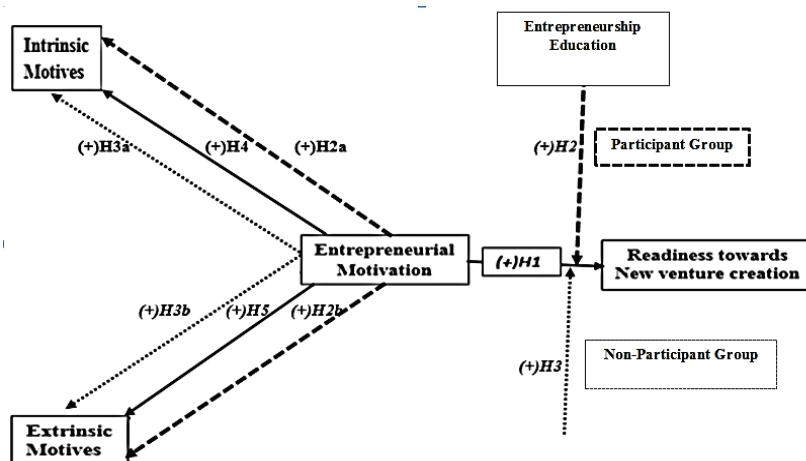 Entrepreneurship
Education
Intrinsic
Motives
(+)H3a
(+)H4
(+)H2a
(+)H2
Participant Group
Entrepreneurial
Motivation
(+)H1
Readiness towards
New venture creation
(+)H3b
(+)H5
(+)H2b
(+)H3
Non-Participant Group
Extrinsic
Motives